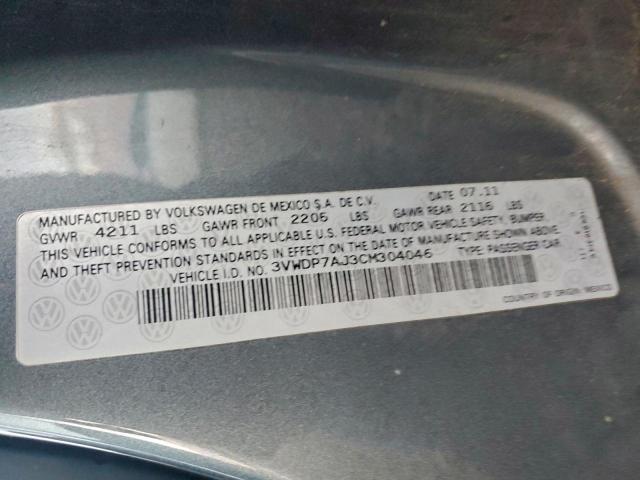 MANUFACTURED BY VOLKSWAGEN DE MEXICO S.A. DE C.V. DATE 07.11
GVWR 4211 LBS GAWR FRONT 2205 LBS GAWR REAR 2116 LBS
THIS VEHICLE CONFORMS TO ALL APPLICABLE U.S. FEDERAL MOTOR VEHICLE SAFETY, BUMPER,
AND THEFT PREVENTION STANDARDS IN EFFECT ON THE DATE OF MANUFACTURE SHOWN ABOVE.
VEHICLE I.D. NO. 3VWDP7AJ3CM304046 TYPE: PASSENGER CAR
COUNTRY OF ORIGIN: MEXICO